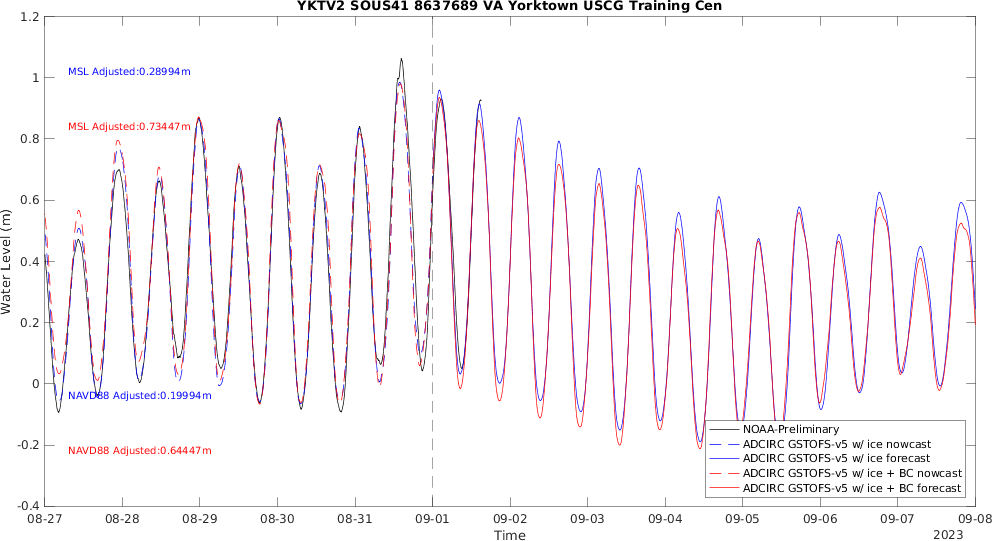 YKTV2 SOUS41 8637689 VA Yorktown USCG Training Cen
1.2
1
0.8
0.6
0.4
0.2
0
-0.2
-0.4
Water Level (m)
MSL Adjusted:0.28994m
MSL Adjusted:0.73447m
NAVD88 Adjusted:0.19994m
NAVD88 Adjusted:0.64447m
NOAA-Preliminary
ADCIRC GSTOFS-v5 w/ ice nowcast
ADCIRC GSTOFS-v5 w/ ice forecast
ADCIRC GSTOFS-v5 w/ ice + BC nowcast
ADCIRC GSTOFS-v5 w/ ice + BC forecast
08-27 08-28 08-29 08-30 08-31 09-01 09-02 09-03 09-04 09-05 09-06 09-07 09-08
Time
2023